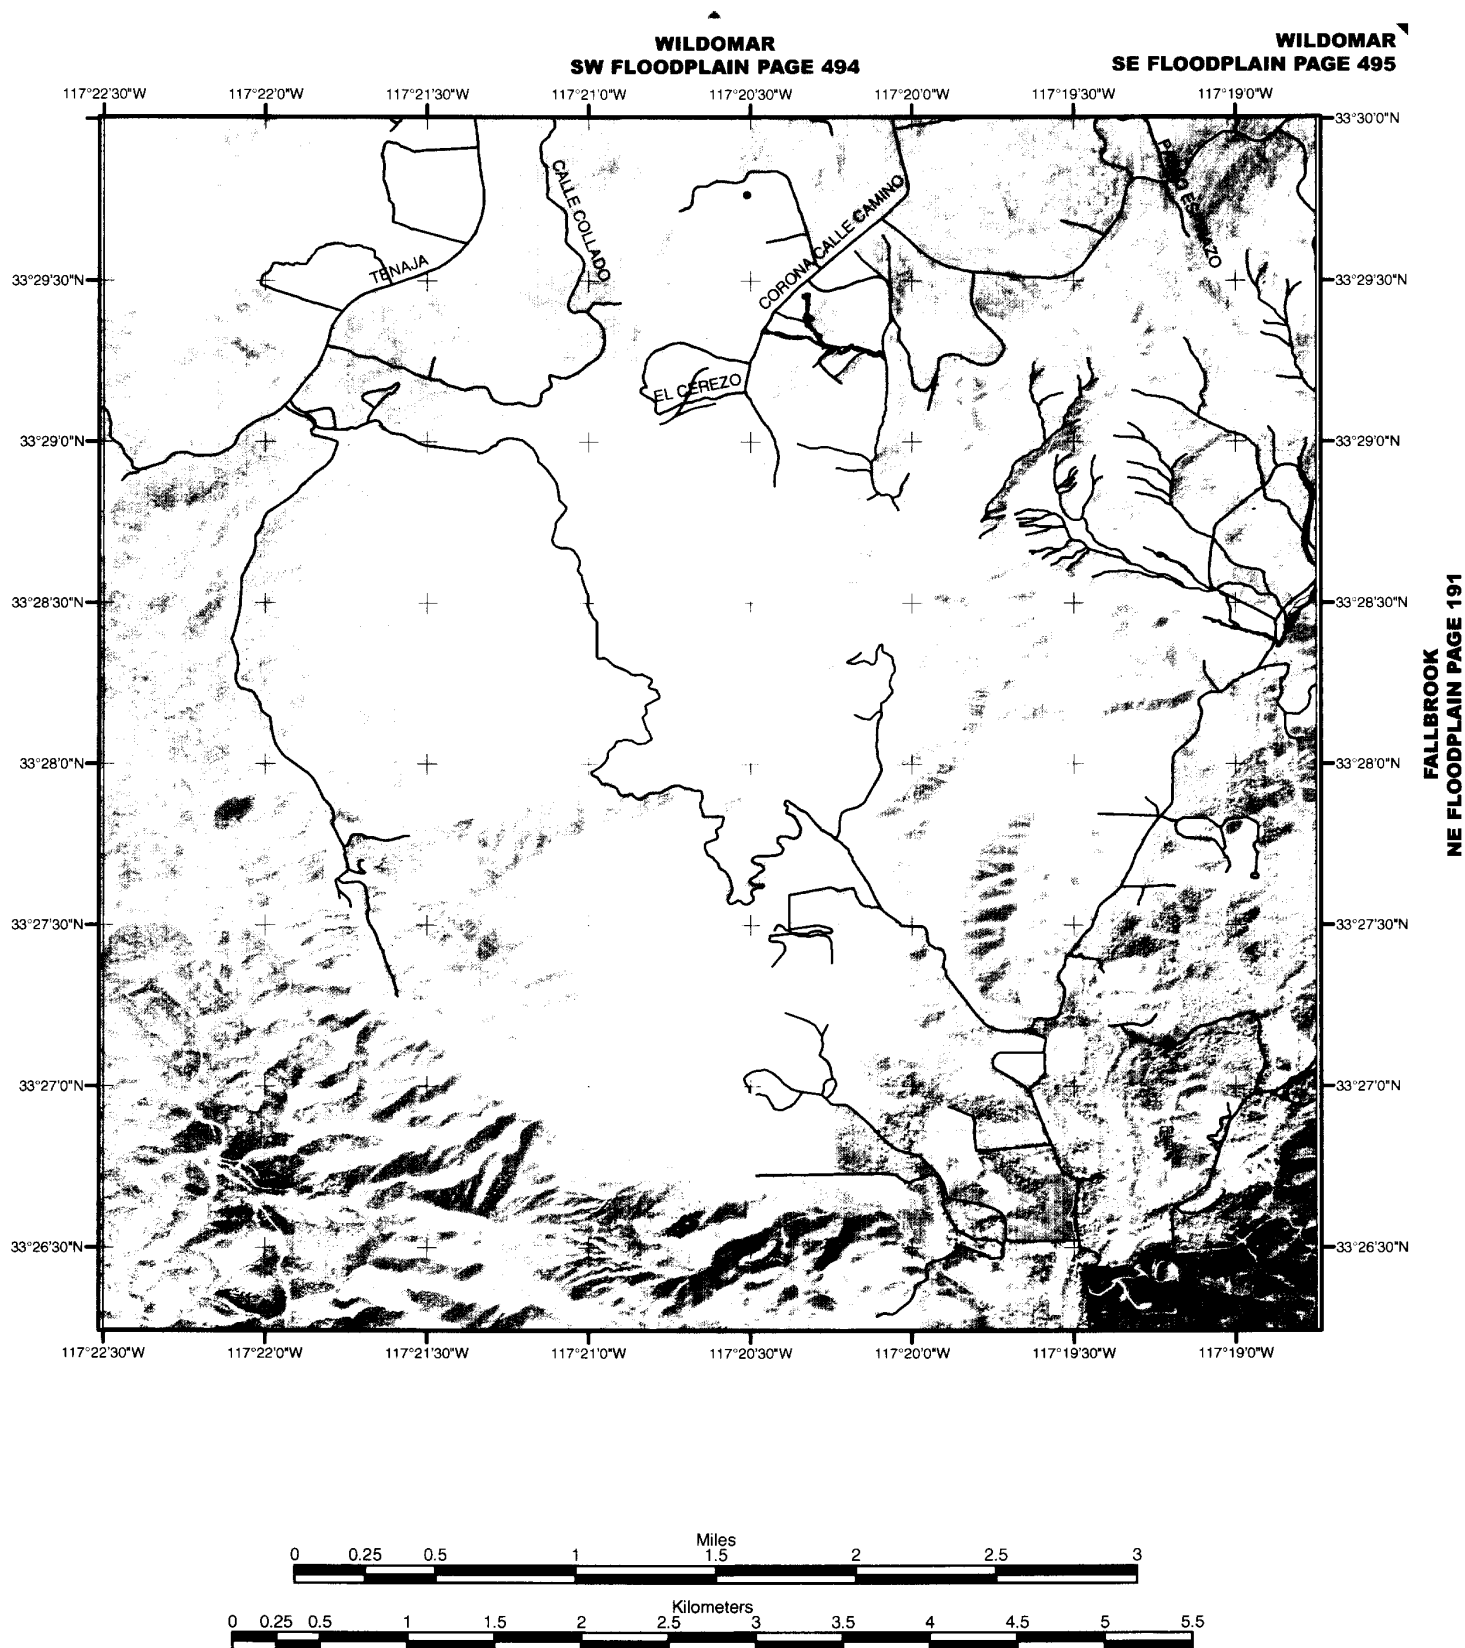 WILDOMAR
SW FLOODPLAIN PAGE 494
WILDOMAR
SE FLOODPLAIN PAGE 495
117°22'30"W 117°22'0"W 117°21'30"W 117°21'0"W 117°20'30"W 117°20'0"W 117°19'30"W 117°19'0"W
33°30'0"N
CALLE COLLADO
CORONA CALLE CAMINO
TENAJA
33°29'30"N 33°29'30"N
EL CEREZO
33°29'0"N 33°29'0"N
33°28'30"N 33°28'30"N
FALLBROOK
NE FLOODPLAIN PAGE 191
33°28'0"N 33°28'0"N
33°27'30"N 33°27'30"N
33°27'0"N 33°27'0"N
33°26'30"N 33°26'30"N
117°22'30"W 117°22'0"W 117°21'30"W 117°21'0"W 117°20'30"W 117°20'0"W 117°19'30"W 117°19'0"W
Miles
0 0.25 0.5 1 1.5 2 2.5 3
Kilometers
0 0.25 0.5 1 1.5 2 2.5 3 3.5 4 4.5 5 5.5